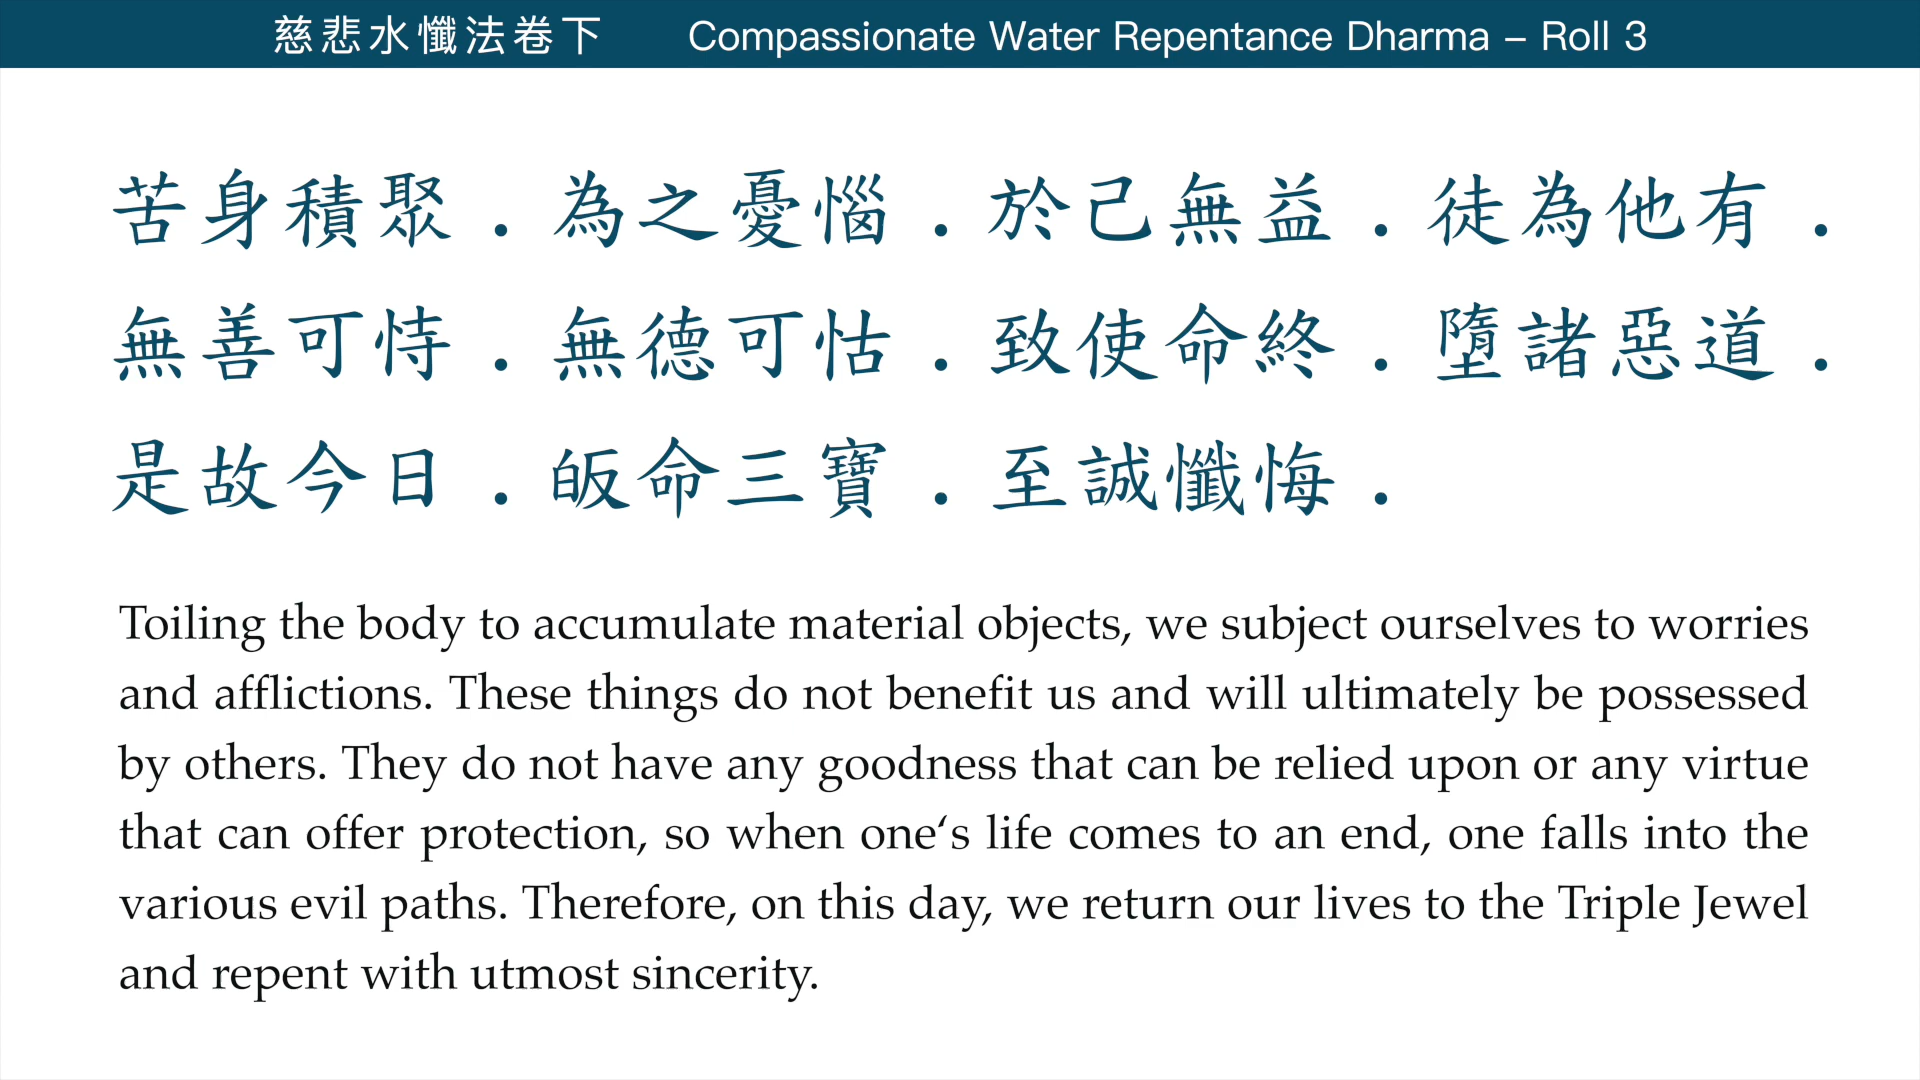 慈悲水懺法卷下 Compassionate Water Repentance Dharma – Roll 3
苦身積聚．為之憂惱．於己無益．徒為他有．
無善可恃．無德可怙．致使命終．墮諸惡道．
是故今日．皈命三寶．至誠懺悔．
Toiling the body to accumulate material objects, we subject ourselves to worries
and afflictions. These things do not benefit us and will ultimately be possessed
by others. They do not have any goodness that can be relied upon or any virtue
that can offer protection, so when one‘s life comes to an end, one falls into the
various evil paths. Therefore, on this day, we return our lives to the Triple Jewel
and repent with utmost sincerity.